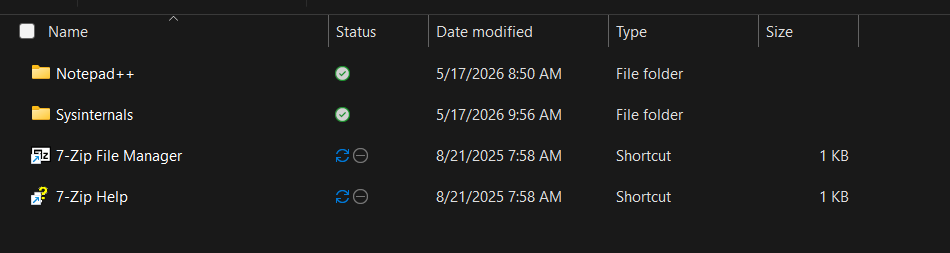 Name Status Date modified Type Size
Notepad++ 5/17/2026 8:50 AM File folder
Sysinternals 5/17/2026 9:56 AM File folder
7-Zip File Manager 8/21/2025 7:58 AM Shortcut 1 KB
7-Zip Help 8/21/2025 7:58 AM Shortcut 1 KB